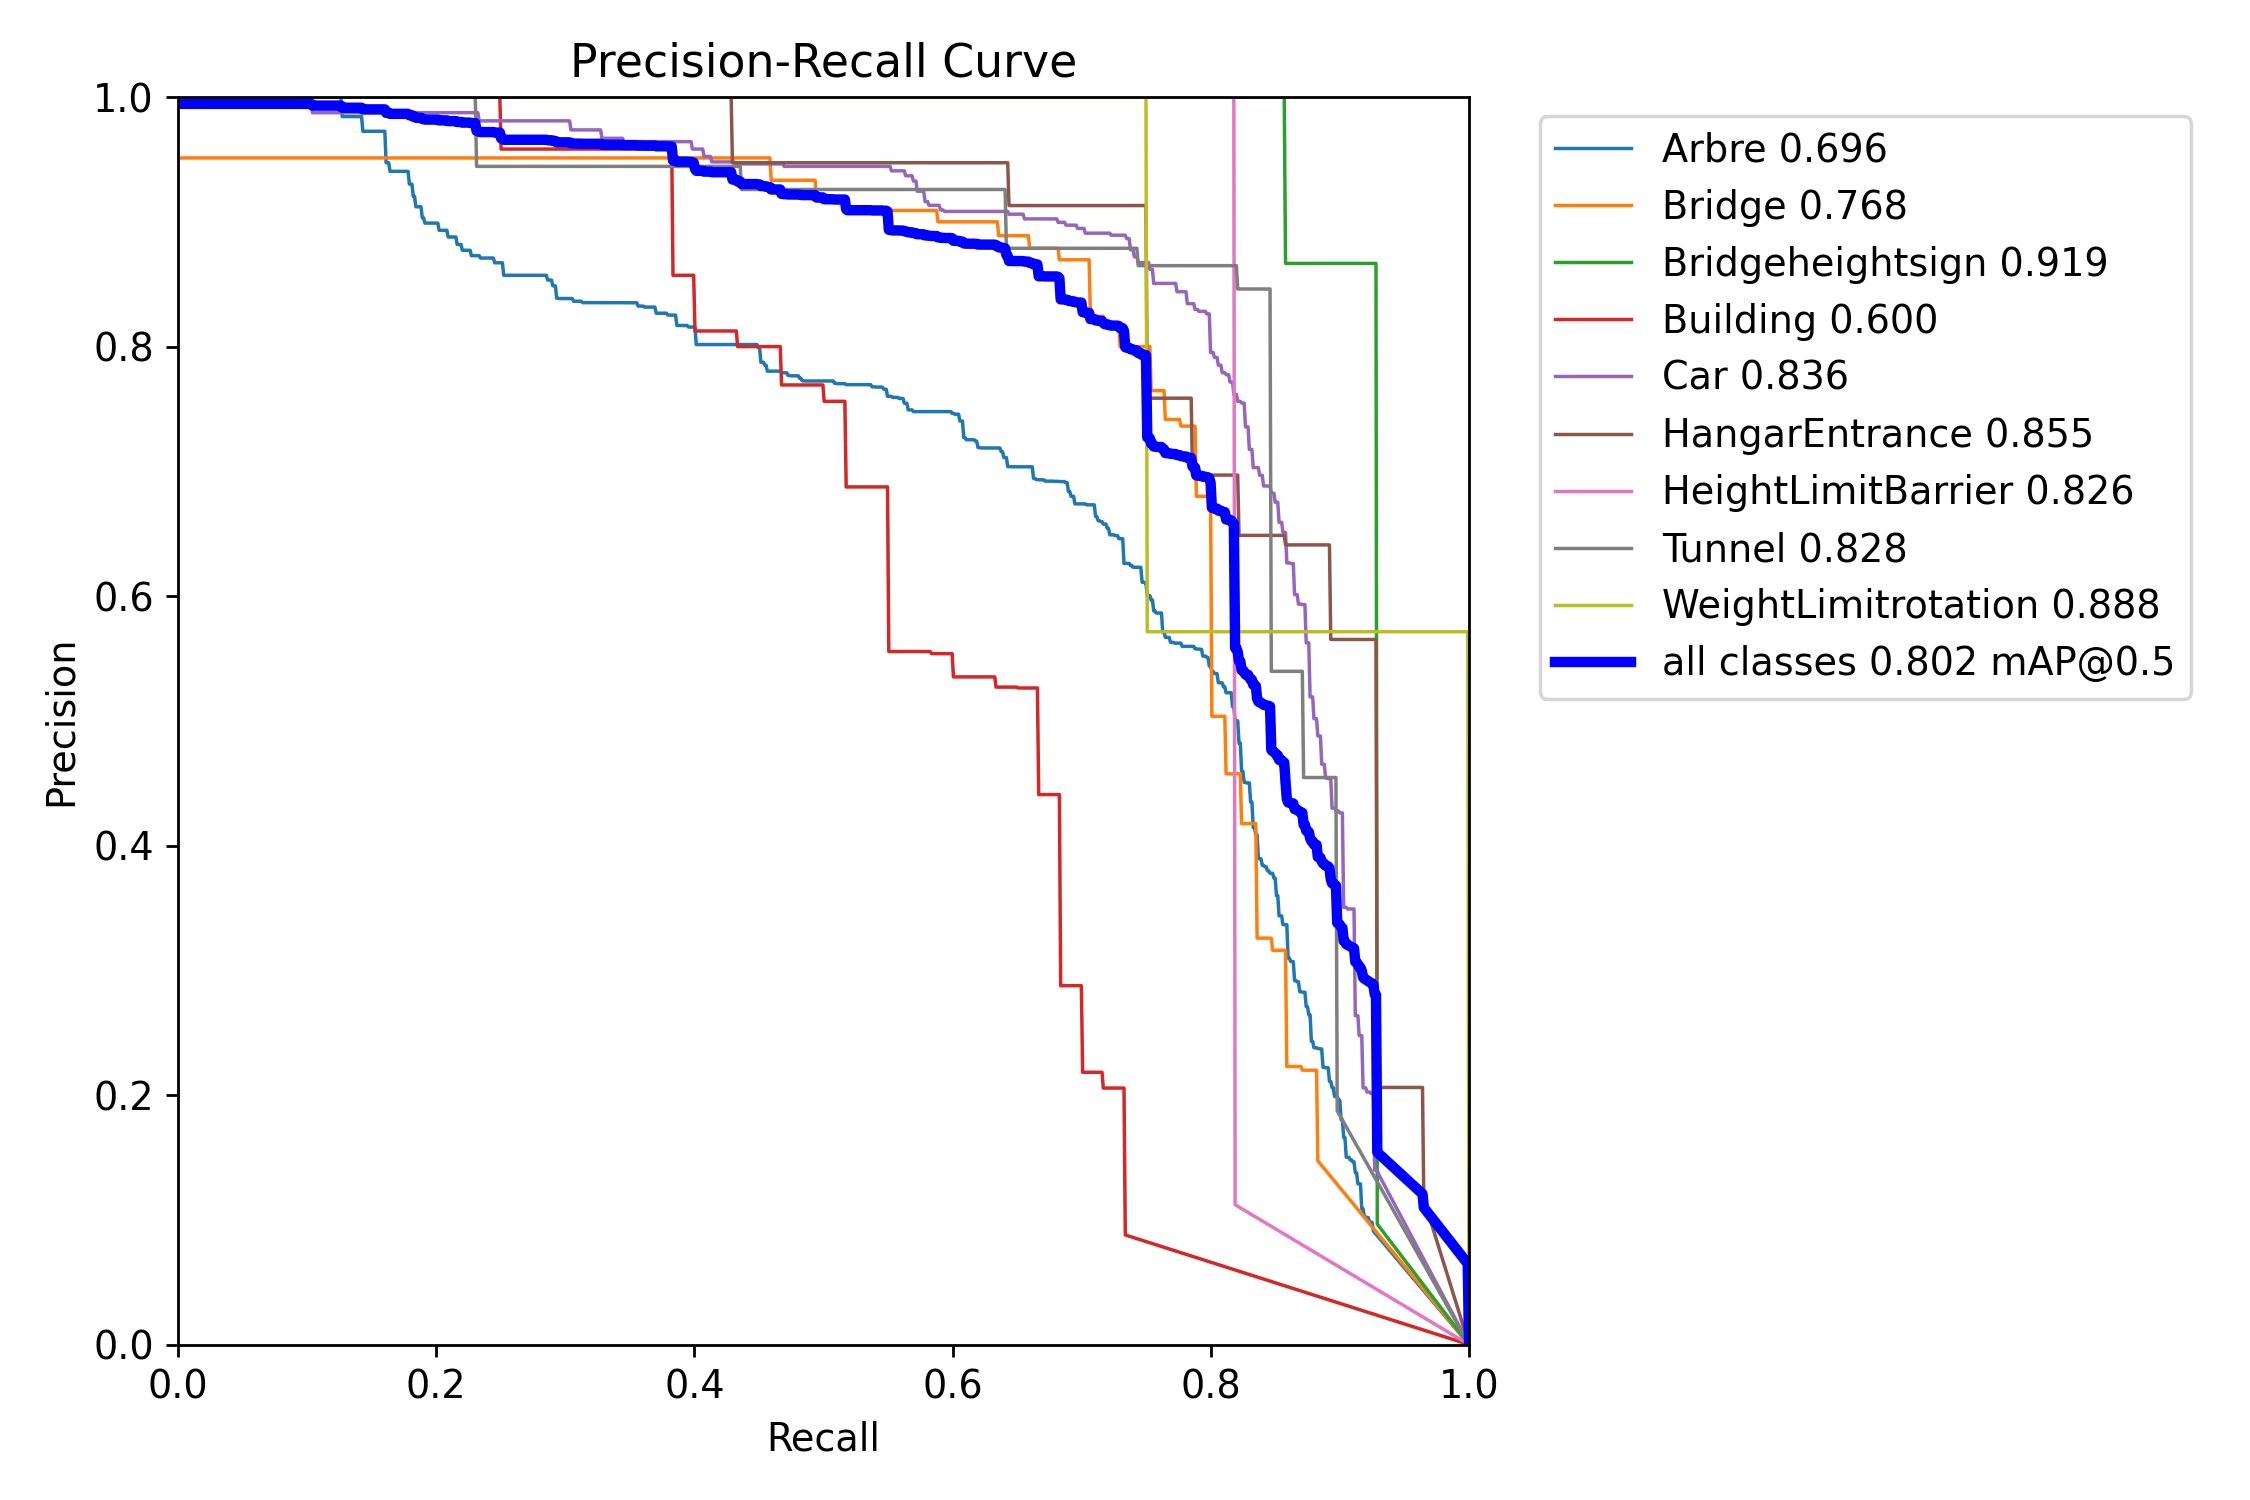 Precision-Recall Curve
1.0
0.8
0.6
0.4
0.2
0.0
Precision
0.0 0.2 0.4 0.6 0.8 1.0
Recall
Arbre 0.696
Bridge 0.768
Bridgeheightsign 0.919
Building 0.600
Car 0.836
HangarEntrance 0.855
HeightLimitBarrier 0.826
Tunnel 0.828
WeightLimitrotation 0.888
all classes 0.802 mAP@0.5